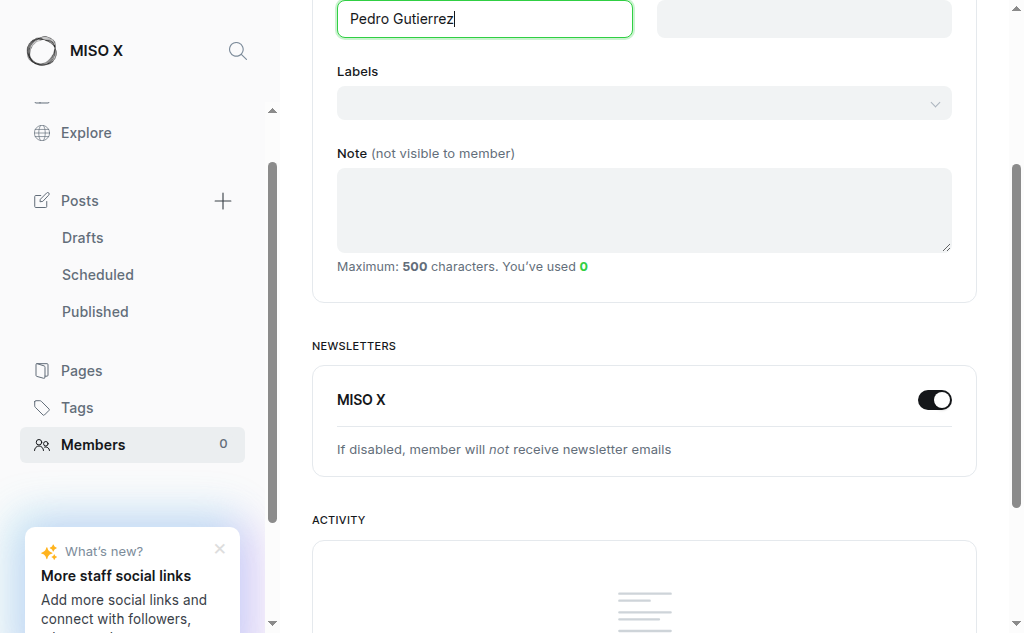 MISO X
Explore
Posts
Drafts
Scheduled
Published
Pages
Tags
Members 0
What's new?
More staff social links
Add more social links and
connect with followers,
Pedro Gutierrez
Labels
Note (not visible to member)
Maximum: 500 characters. You've used 0
NEWSLETTERS
MISO X
If disabled, member will not receive newsletter emails
ACTIVITY